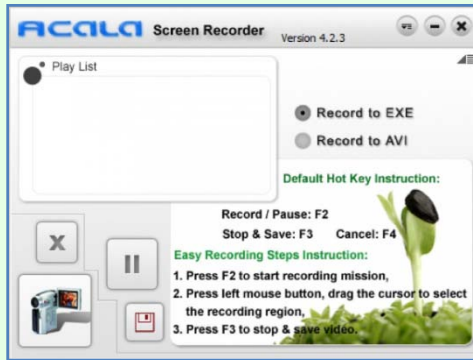 ACALA Screen Recorder Version 4.2.3
Play List
Record to EXE
Record to AVI
Default Hot Key Instruction:
Record / Pause: F2
Stop & Save: F3 Cancel: F4
Easy Recording Steps Instruction:
1. Press F2 to start recording mission,
2. Press left mouse button, drag the cursor to select
the recording region,
3. Press F3 to stop & save video.